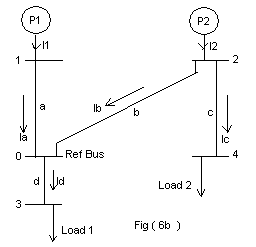 P1 P2
I1 I2
1 2
a Ib b c
Ia Ic
0 Ref Bus 4
d Id
Load 2
3
Load 1 Fig ( 6b )